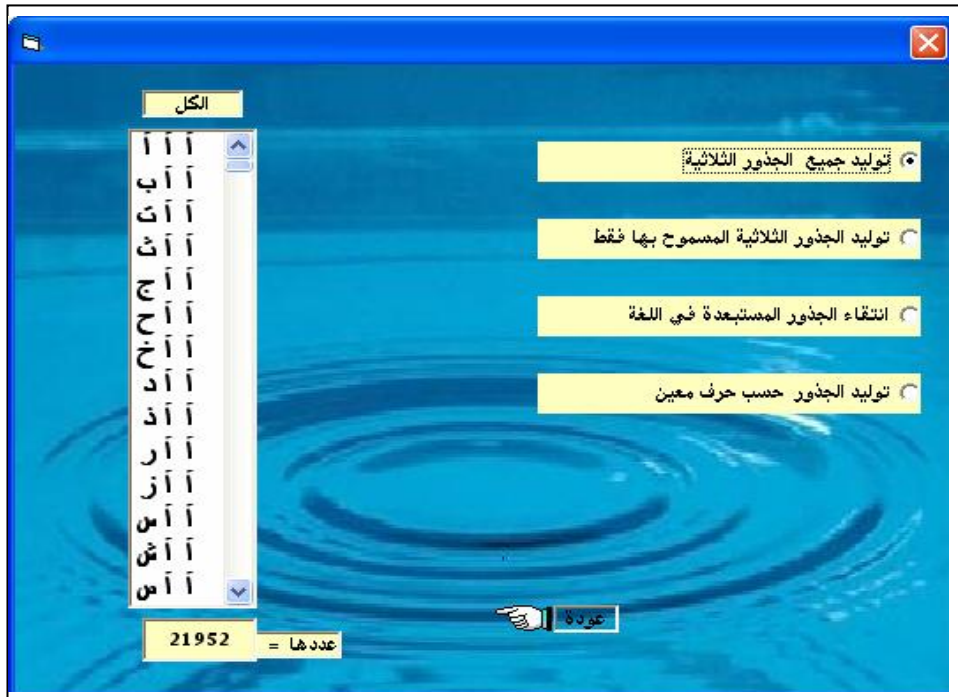 الكل
توليد جميع الجذور الثلاثية
توليد الجذور الثلاثية المسموح بها فقط
انتقاء الجذور المستبعدة في اللغة
توليد الجذور حسب حرف معين
أ أ أ
أ أ ب
أ أ ت
أ أ ث
أ أ ج
أ أ ح
أ أ خ
أ أ د
أ أ ذ
أ أ ر
أ أ ز
أ أ س
أ أ ش
أ أ ص
عودة
عددها = 21952